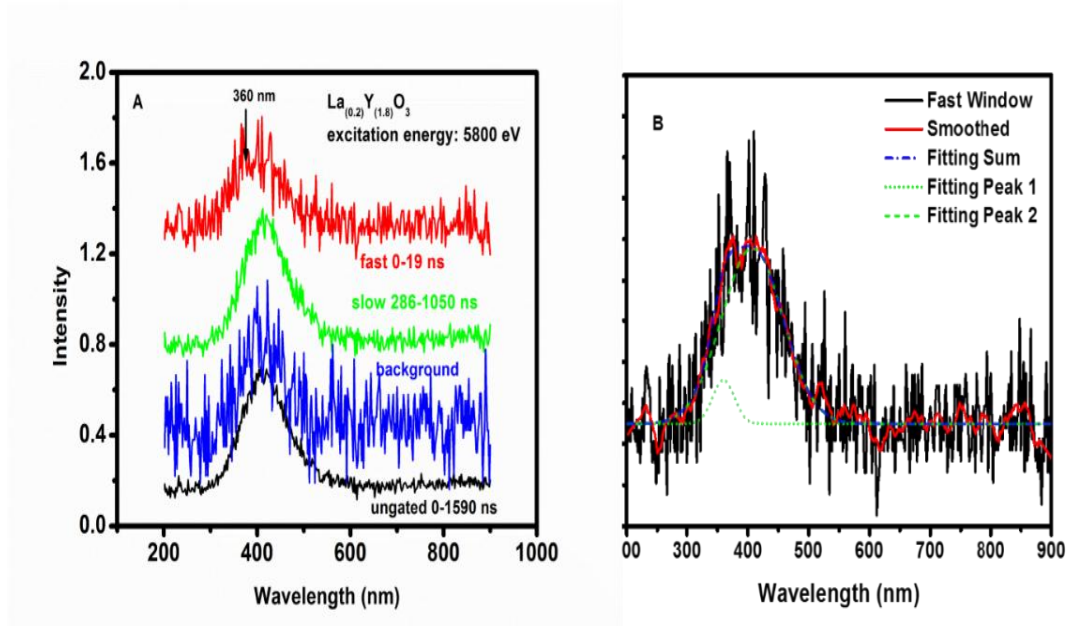 A
360 nm
La(0.2)Y(1.8)O3
excitation energy: 5800 eV
fast 0-19 ns
slow 286-1050 ns
background
ungated 0-1590 ns
Intensity
2.0
1.6
1.2
0.8
0.4
0.0
200 400 600 800 1000
Wavelength (nm)
B
Fast Window
Smoothed
Fitting Sum
Fitting Peak 1
Fitting Peak 2
00 300 400 500 600 700 800 900
Wavelength (nm)